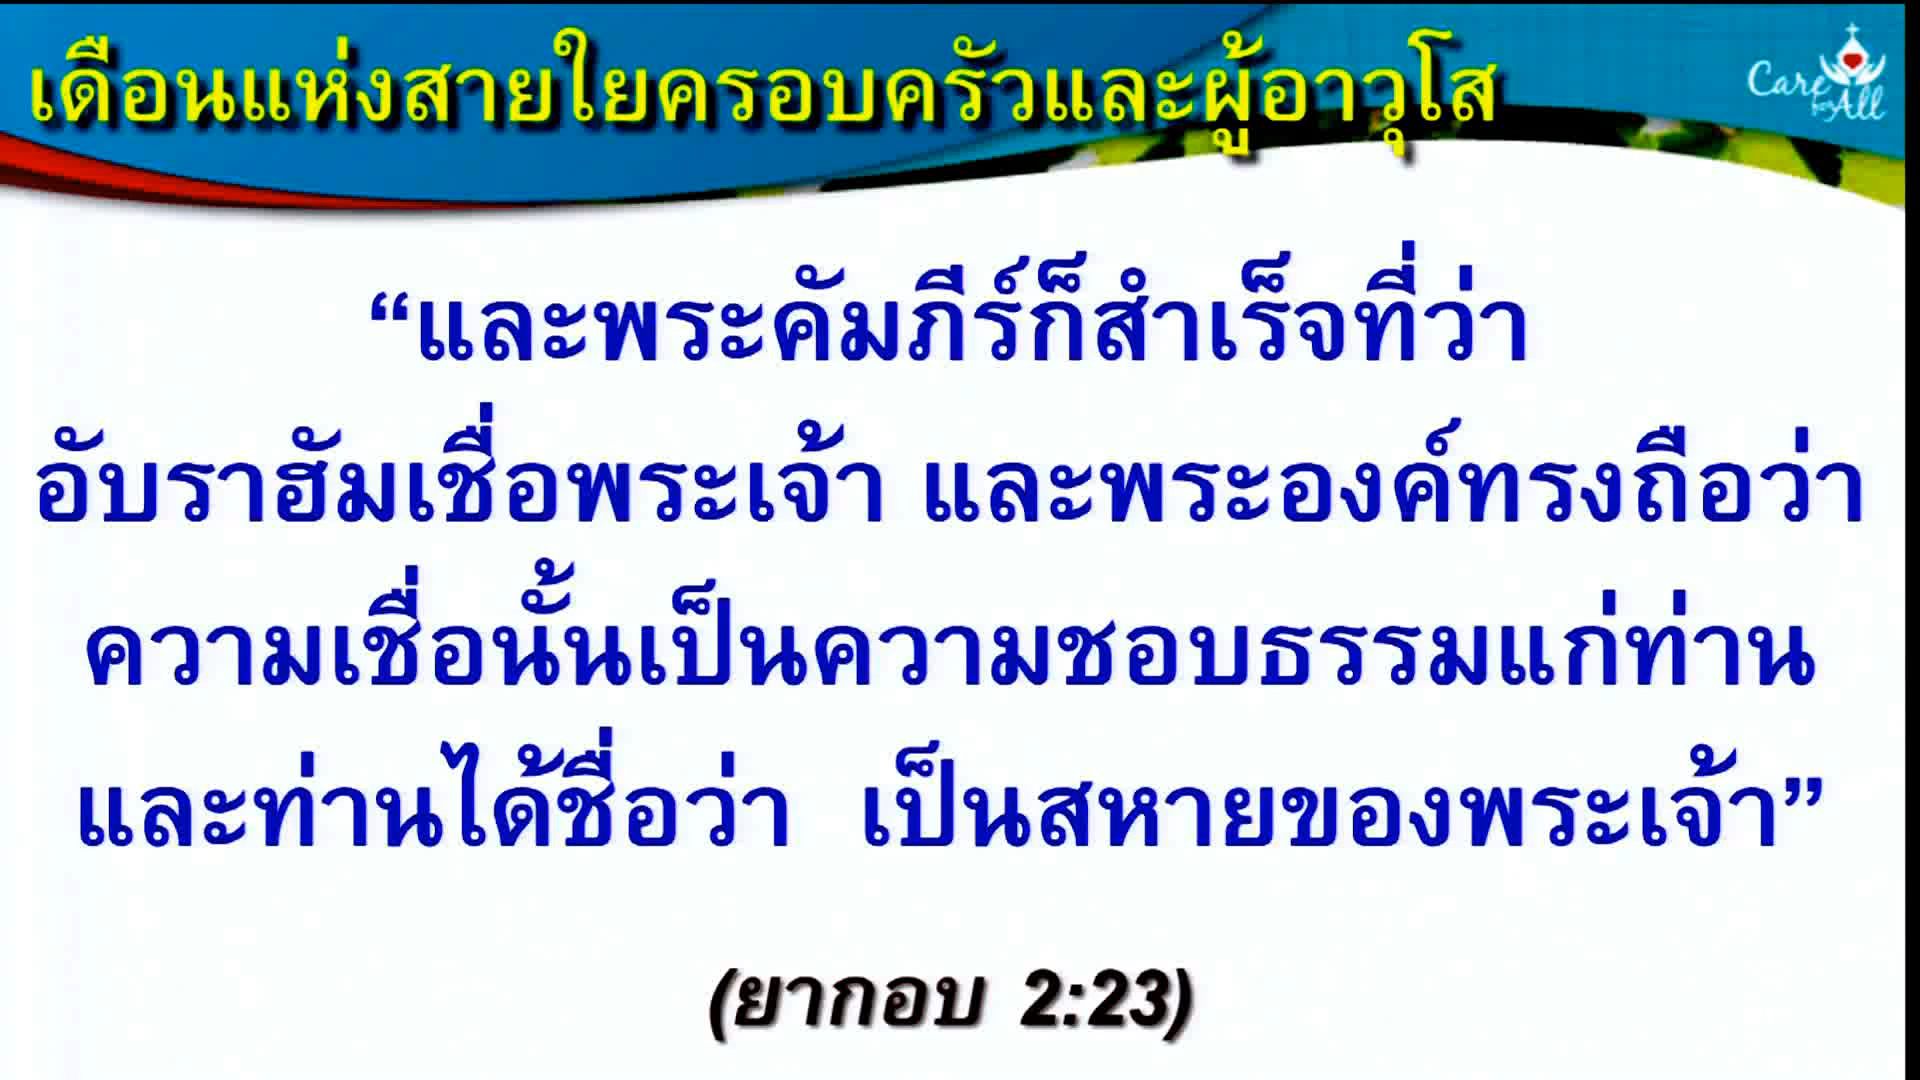 เดือนแห่งสายใยครอบครัวและผู้อาวุโส
Care
for All
“และพระคัมภีร์ก็สำเร็จที่ว่า
อับราฮัมเชื่อพระเจ้า และพระองค์ทรงถือว่า
ความเชื่อนั้นเป็นความชอบธรรมแก่ท่าน
และท่านได้ชื่อว่า เป็นสหายของพระเจ้า”
(ยากอบ 2:23)